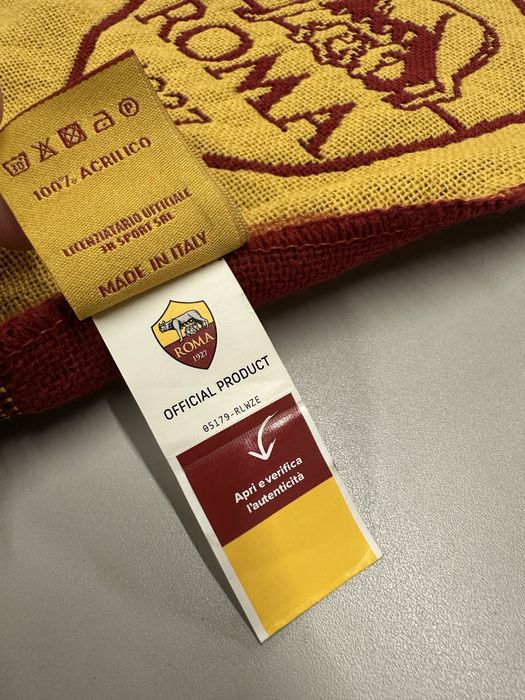 ROMA
1927
30
P
100% ACRILICO
LICENZIATARIO UFFICIALE
3R SPORT SRL
MADE IN ITALY
ROMA
1927
OFFICIAL PRODUCT
05179-RLWZE
Apri e verifica
l'autenticità